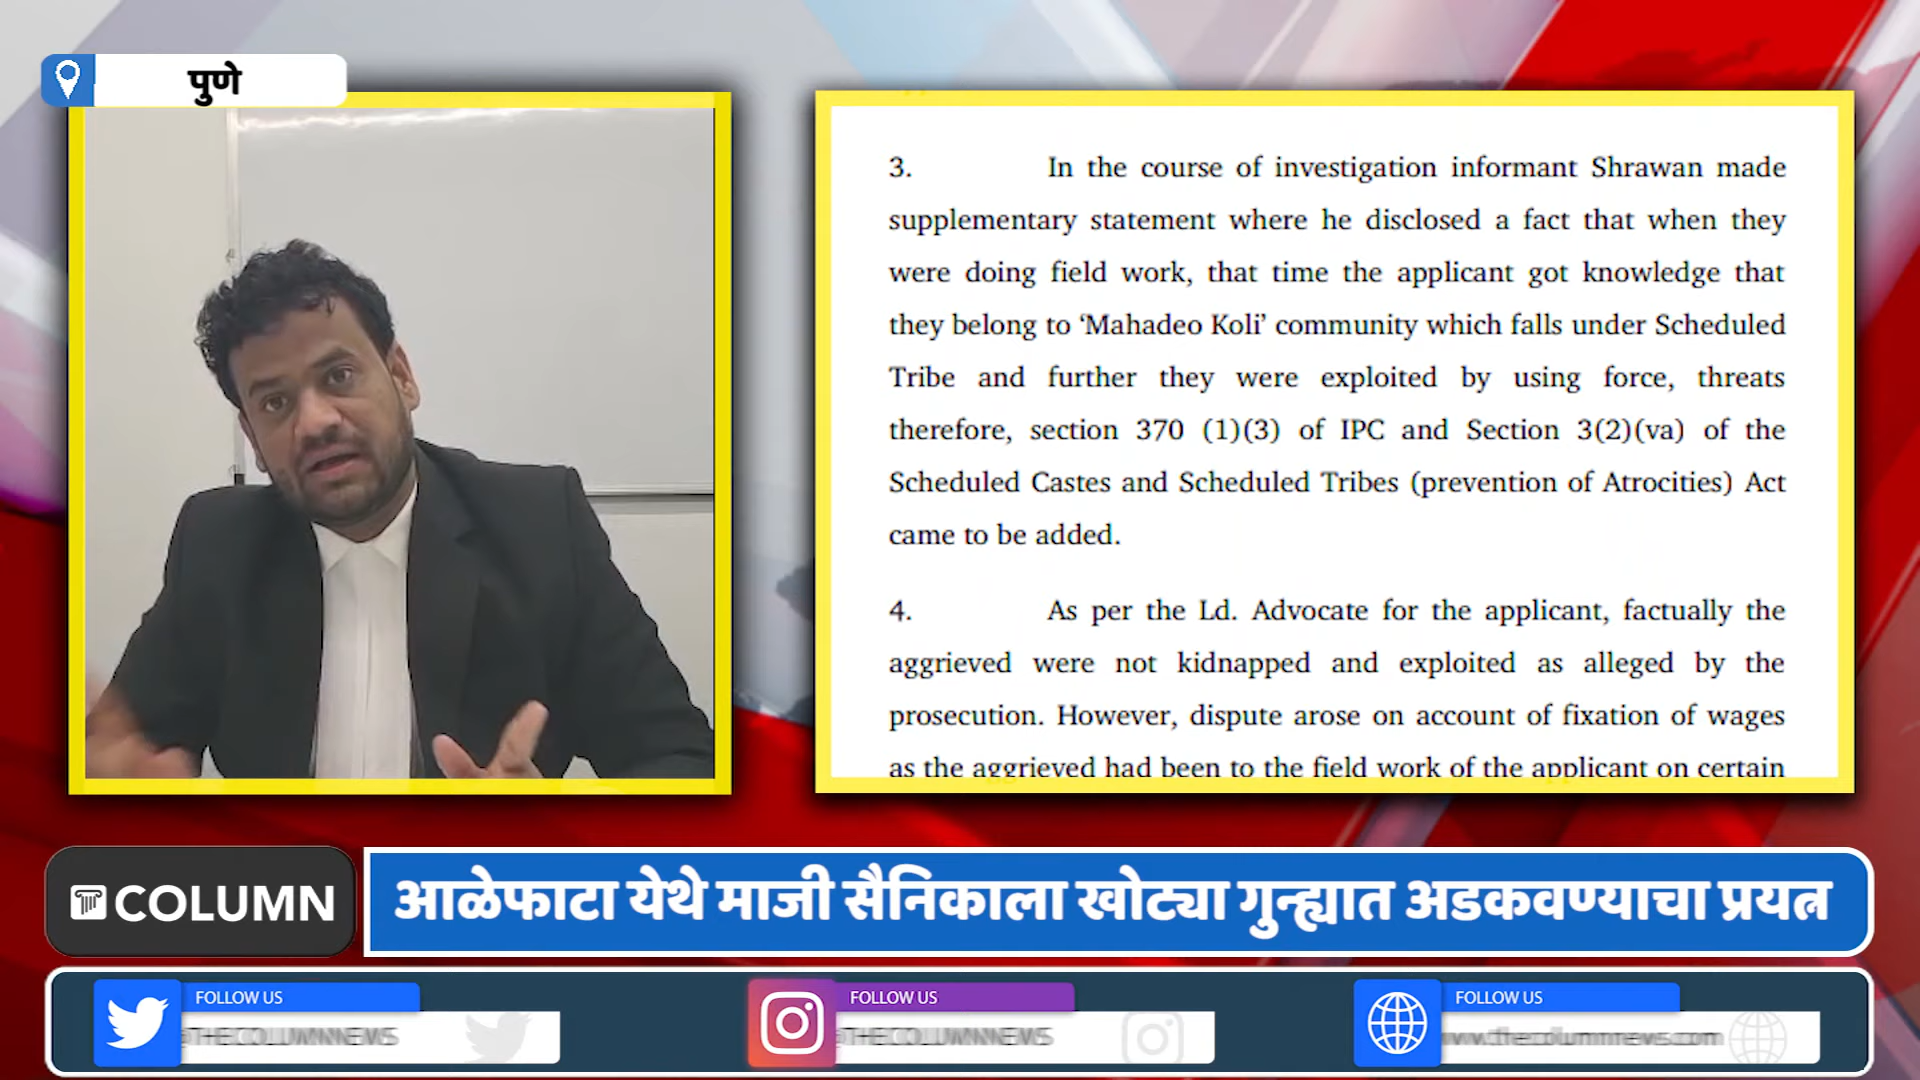 पुणे
3. In the course of investigation informant Shrawan made
supplementary statement where he disclosed a fact that when they
were doing field work, that time the applicant got knowledge that
they belong to ‘Mahadeo Koli’ community which falls under Scheduled
Tribe and further they were exploited by using force, threats
therefore, section 370 (1)(3) of IPC and Section 3(2)(va) of the
Scheduled Castes and Scheduled Tribes (prevention of Atrocities) Act
came to be added.
4. As per the Ld. Advocate for the applicant, factually the
aggrieved were not kidnapped and exploited as alleged by the
prosecution. However, dispute arose on account of fixation of wages
as the aggrieved had been to the field work of the applicant on certain
COLUMN
आळेफाटा येथे माजी सैनिकाला खोट्या गुन्ह्यात अडकवण्याचा प्रयत्न
FOLLOW US
@THECOLUMNNEWS
FOLLOW US
@THECOLUMNNEWS
FOLLOW US
www.thecolumnnews.com